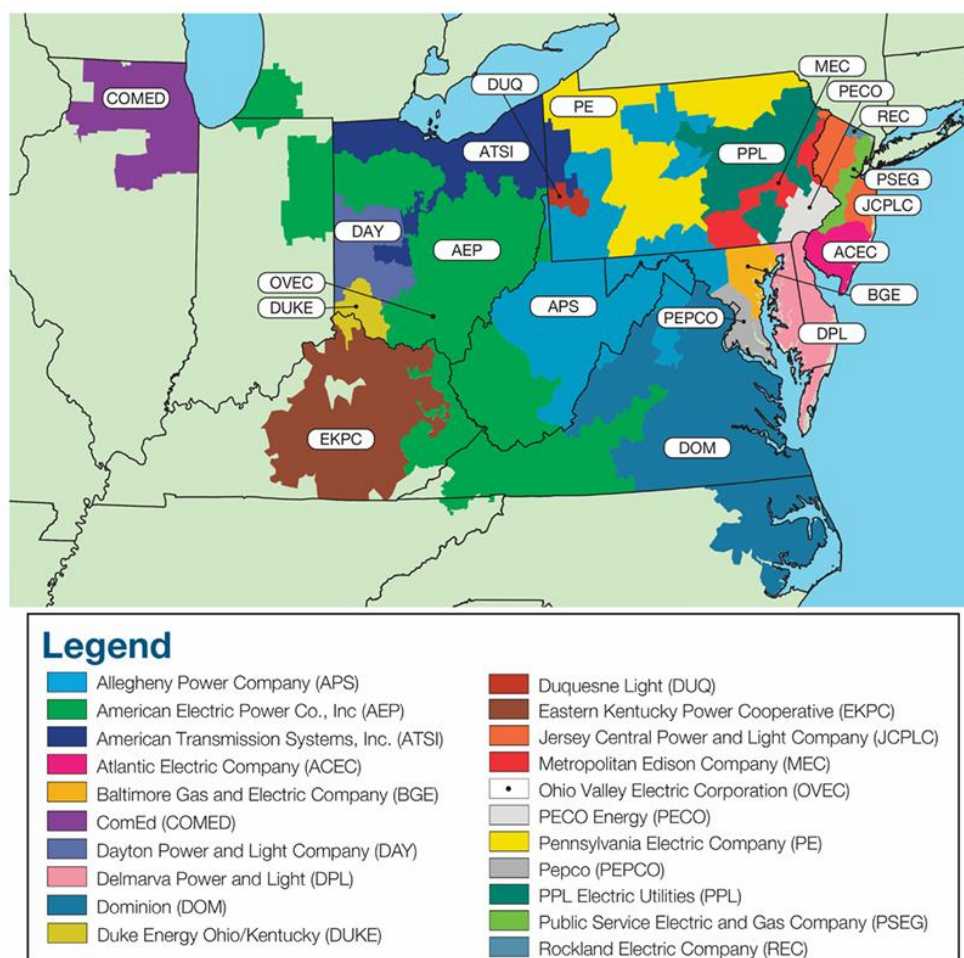 MEC
PECO
DUQ
REC
COMED
PE
ATSI
PPL
PSEG
JCPLC
DAY
AEP
ACEC
OVEC
BGE
DUKE
APS
PEPCO
DPL
EKPC
DOM
Legend
Allegheny Power Company (APS)
American Electric Power Co., Inc (AEP)
American Transmission Systems, Inc. (ATSI)
Atlantic Electric Company (ACEC)
Baltimore Gas and Electric Company (BGE)
ComEd (COMED)
Dayton Power and Light Company (DAY)
Delmarva Power and Light (DPL)
Dominion (DOM)
Duke Energy Ohio/Kentucky (DUKE)
Duquesne Light (DUQ)
Eastern Kentucky Power Cooperative (EKPC)
Jersey Central Power and Light Company (JCPLC)
Metropolitan Edison Company (MEC)
Ohio Valley Electric Corporation (OVEC)
PECO Energy (PECO)
Pennsylvania Electric Company (PE)
Pepco (PEPCO)
PPL Electric Utilities (PPL)
Public Service Electric and Gas Company (PSEG)
Rockland Electric Company (REC)